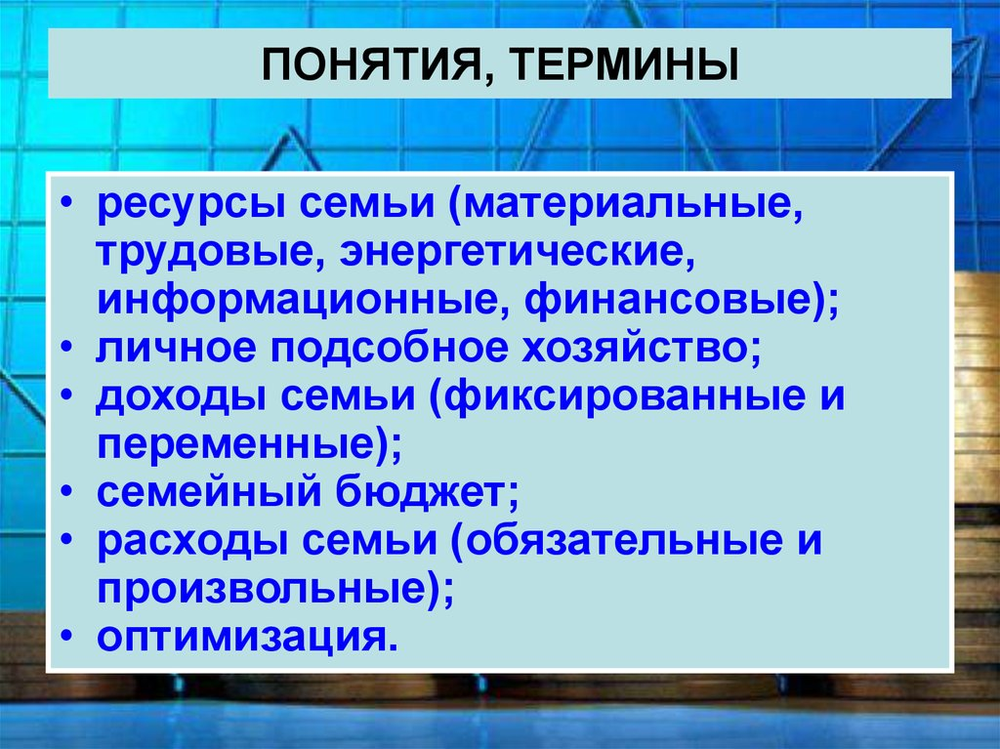 ПОНЯТИЯ, ТЕРМИНЫ
• ресурсы семьи (материальные,
трудовые, энергетические,
информационные, финансовые);
• личное подсобное хозяйство;
• доходы семьи (фиксированные и
переменные);
• семейный бюджет;
• расходы семьи (обязательные и
произвольные);
• оптимизация.